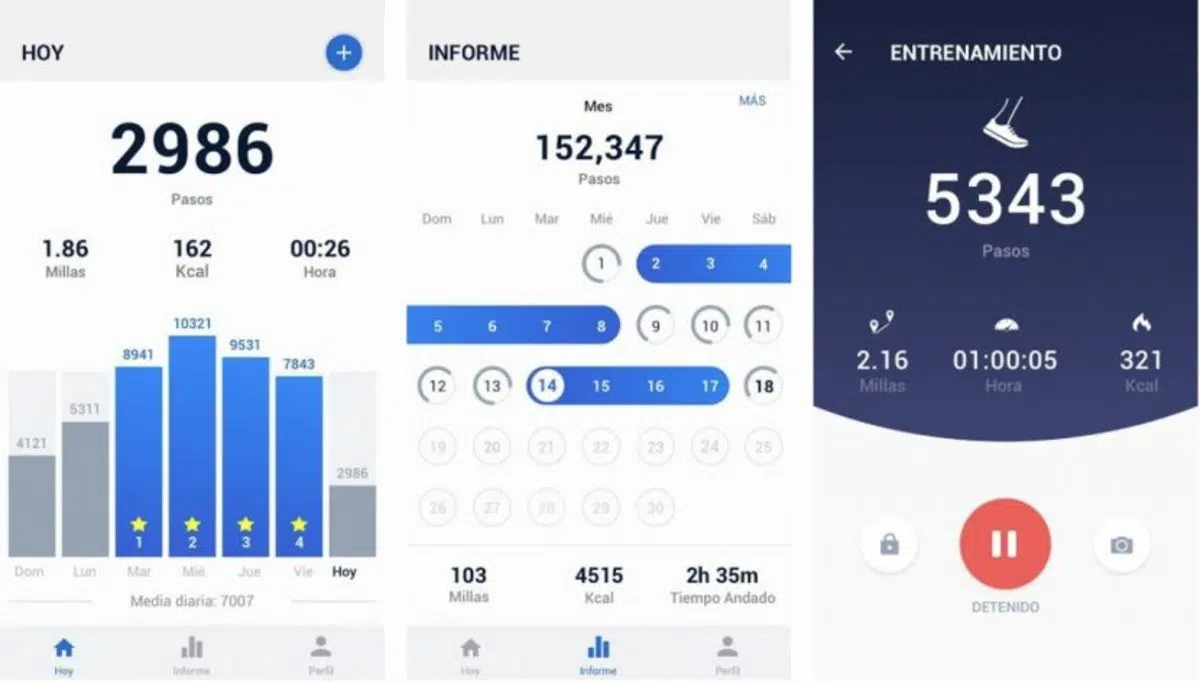 HOY
2986
Pasos
1.86 162 00:26
Millas Kcal Hora
10321
8941 9531 7843
5311
4121
2986
1 2 3 4
Dom Lun Mar Mié Jue Vie Hoy
Media diaria: 7007
Hoy Informe Perfil
INFORME
Mes MÁS
152,347
Pasos
Dom Lun Mar Mié Jue Vie Sáb
1 2 3 4
5 6 7 8 9 10 11
12 13 14 15 16 17 18
19 20 21 22 23 24 25
26 27 28 29 30
103 4515 2h 35m
Millas Kcal Tiempo Andado
Hoy Informe Perfil
ENTRENAMIENTO
5343
Pasos
2.16 01:00:05 321
Millas Hora Kcal
DETENIDO